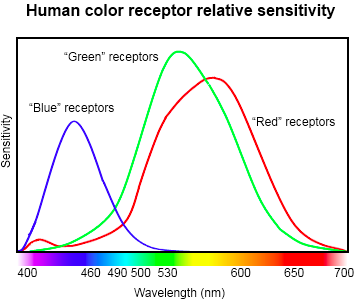 Human color receptor relative sensitivity
“Green” receptors
“Blue” receptors
“Red” receptors
Sensitivity
400 460 490 500 530 600 650 700
Wavelength (nm)